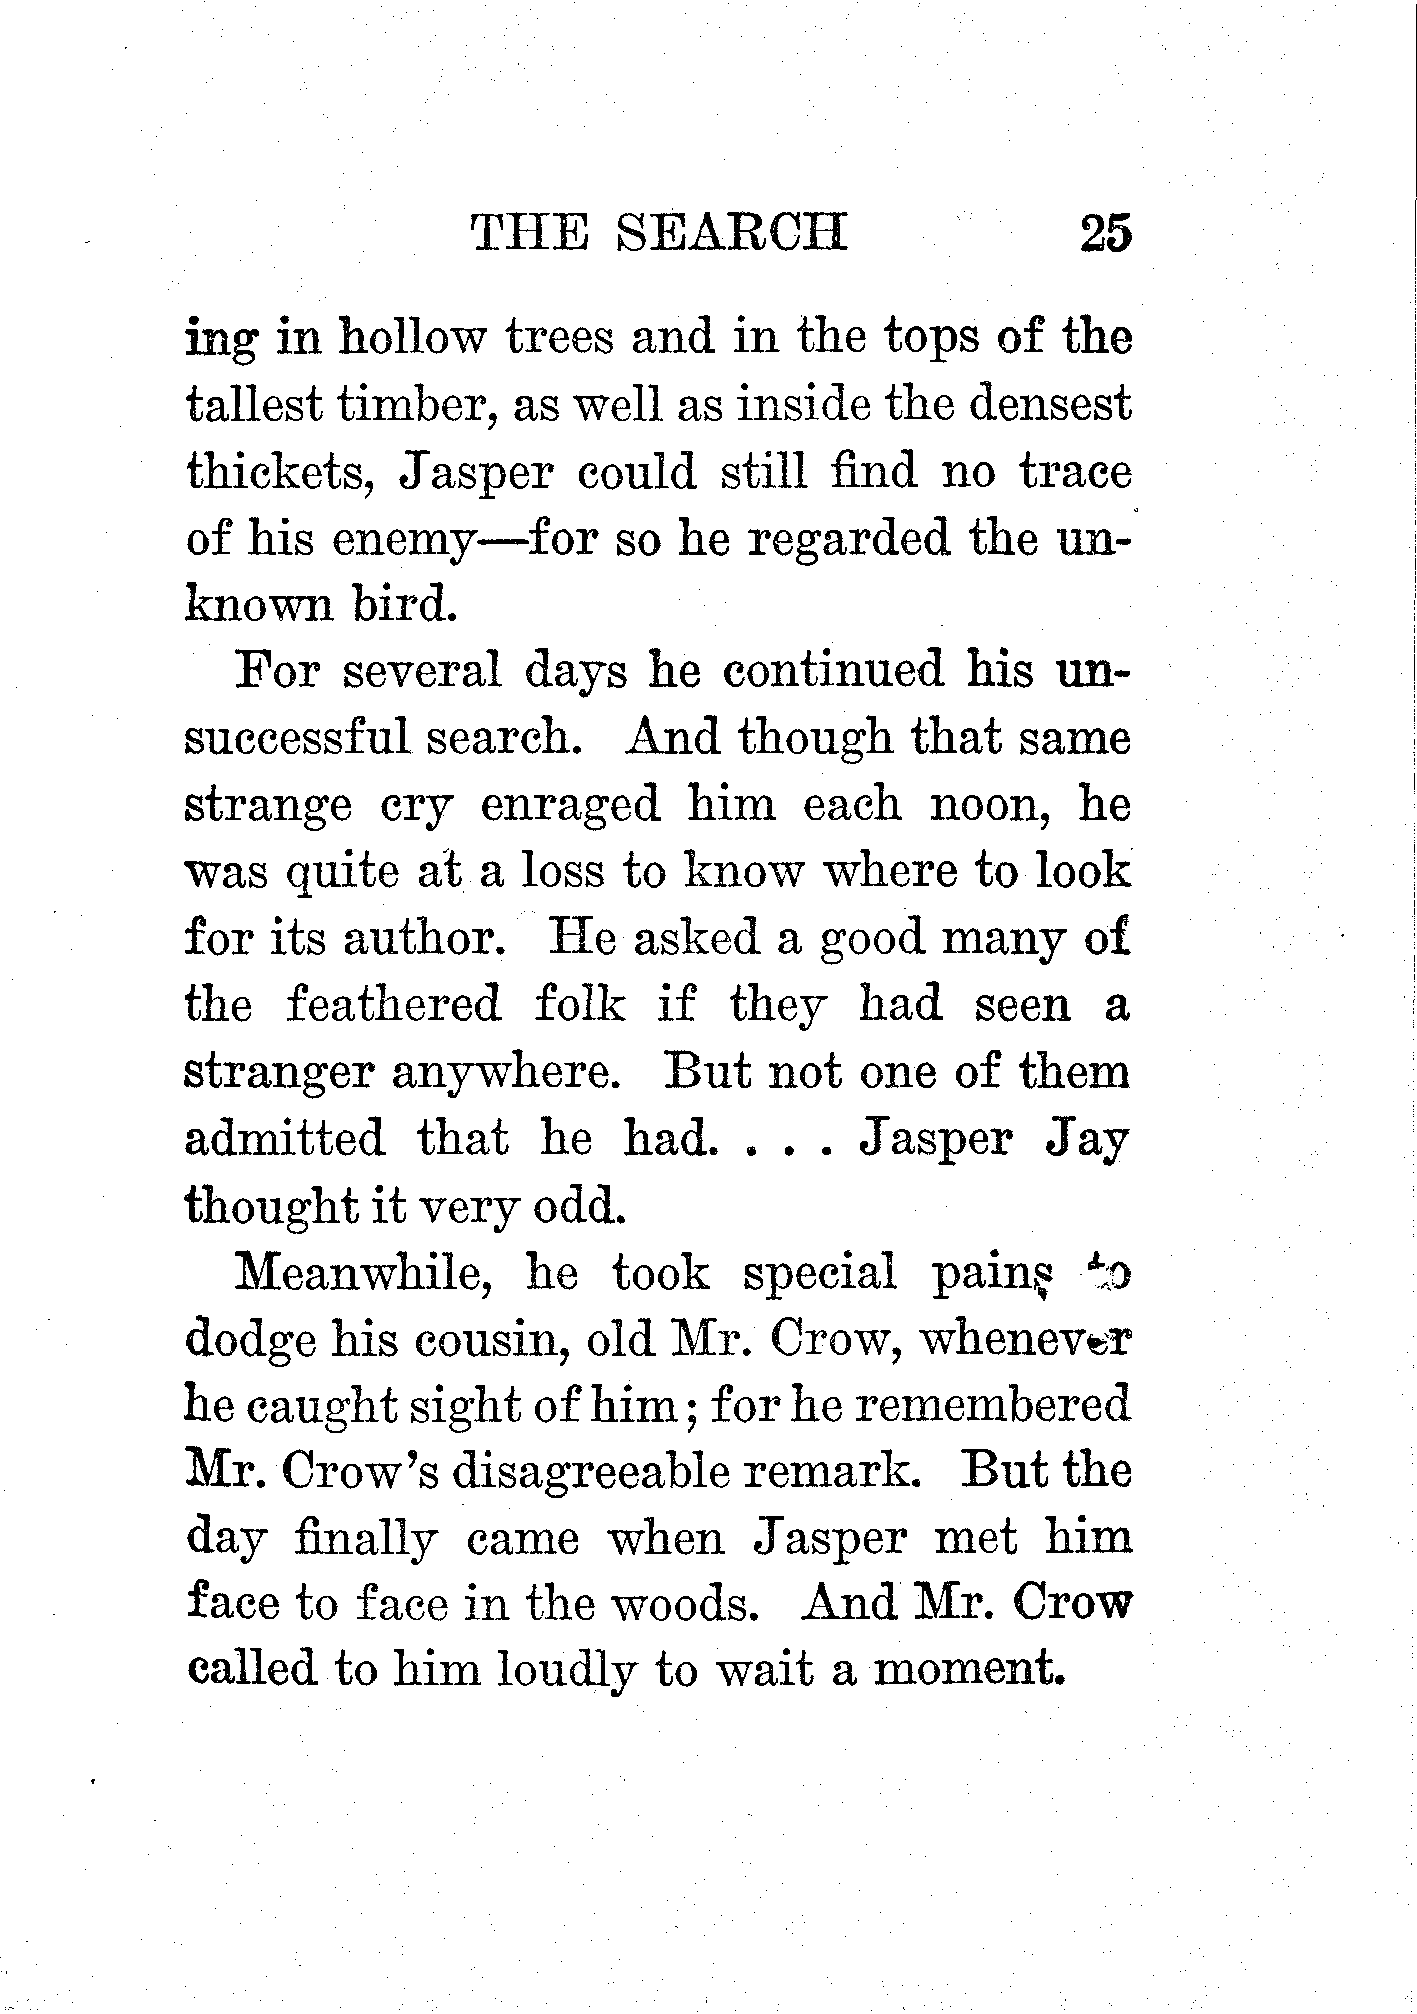 THE SEARCH 25
ing in hollow trees and in the tops of the
tallest timber, as well as inside the densest
thickets, Jasper could still find no trace
of his enemy—for so he regarded the un-
known bird.
For several days he continued his un-
successful search. And though that same
strange cry enraged him each noon, he
was quite at a loss to know where to look
for its author. He asked a good many of
the feathered folk if they had seen a
stranger anywhere. But not one of them
admitted that he had. . . . Jasper Jay
thought it very odd.
Meanwhile, he took special pains to
dodge his cousin, old Mr. Crow, whenever
he caught sight of him; for he remembered
Mr. Crow's disagreeable remark. But the
day finally came when Jasper met him
face to face in the woods. And Mr. Crow
called to him loudly to wait a moment.